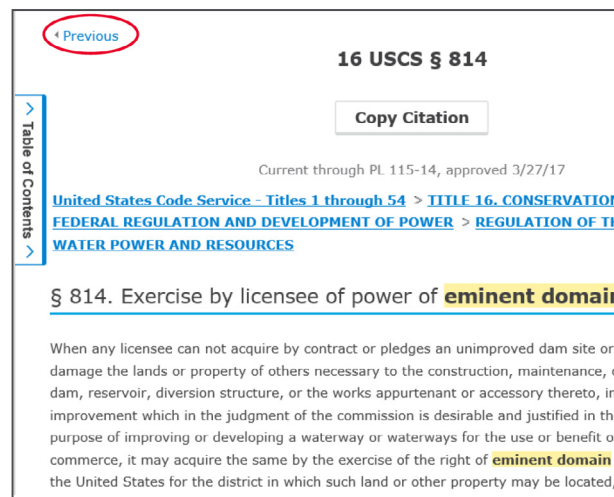 Previous
16 USCS § 814
Copy Citation
Table of Contents
Current through PL 115-14, approved 3/27/17
United States Code Service - Titles 1 through 54 > TITLE 16. CONSERVATION
FEDERAL REGULATION AND DEVELOPMENT OF POWER > REGULATION OF
WATER POWER AND RESOURCES
§ 814. Exercise by licensee of power of eminent domain
When any licensee can not acquire by contract or pledges an unimproved dam site or
damage the lands or property of others necessary to the construction, maintenance,
dam, reservoir, diversion structure, or the works appurtenant or accessory thereto,
improvement which in the judgment of the commission is desirable and justified in
purpose of improving or developing a waterway or waterways for the use or benefit
commerce, it may acquire the same by the exercise of the right of eminent domain
the United States for the district in which such land or other property may be located,